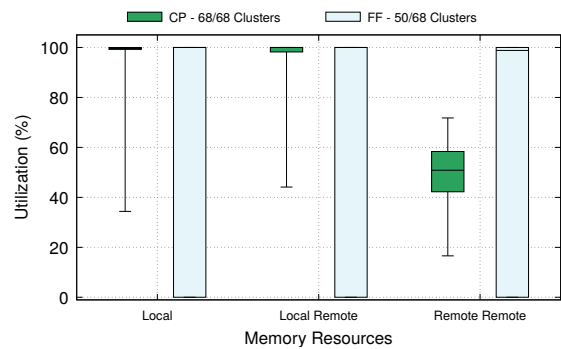 CP - 68/68 Clusters FF - 50/68 Clusters
100
80
60
40
20
0
Utilization (%)
Local Local Remote Remote Remote
Memory Resources